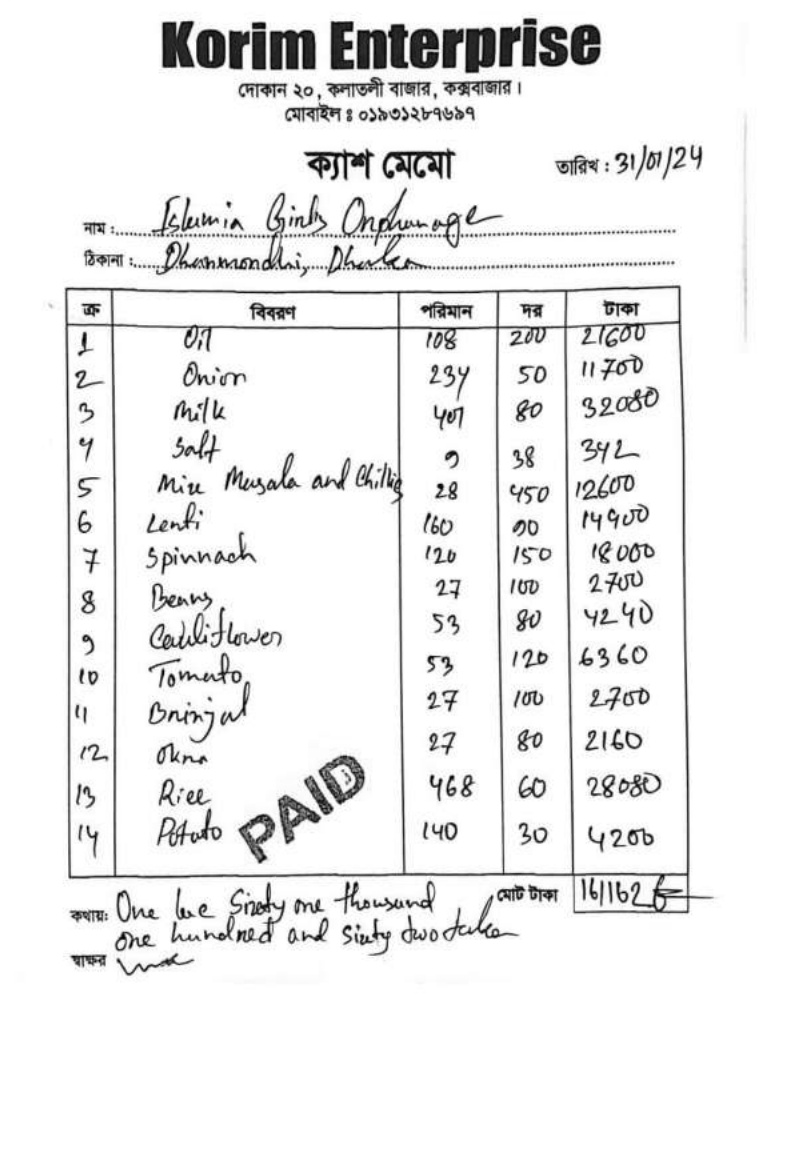 Korim Enterprise
দোকান ২০, কলাতলী বাজার, কক্সবাজার।
মোবাইল ঃ ০১৯৩১২৮৭৬৯৭
ক্যাশ মেমো
তারিখ : 31/01/24
নাম : Islamia Girls Orphanage
ঠিকানা : Dhanmondhi, Dhaka
ক্র বিবরণ পরিমান দর টাকা
1 Oil 108 200 21600
2 Onion 234 50 11700
3 Milk 401 80 32080
4 Salt 9 38 342
5 Mix Masala and Chillis 28 450 12600
6 Lenti 160 90 14400
7 Spinnach 120 150 18000
8 Beans 27 100 2700
9 Cauliflower 53 80 4240
10 Tomato 53 120 6360
11 Brinjal 27 100 2700
12 Okra 27 80 2160
13 Rice 468 60 28080
14 Potato 140 30 4200
PAID
মোট টাকা 161162
কথায়: One lac Sixty one thousand
one hundred and sixty two taka
স্বাক্ষর